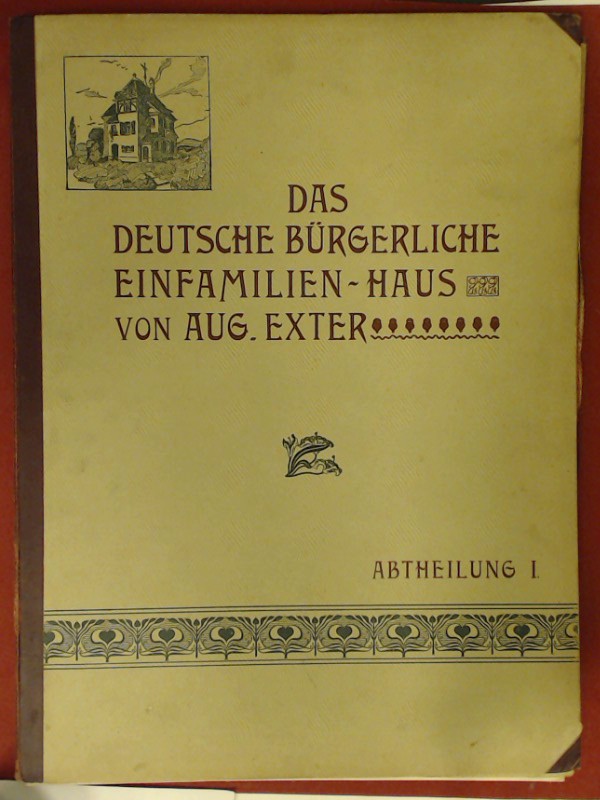 DAS
DEUTSCHE BÜRGERLICHE
EINFAMILIEN-HAUS
VON AUG. EXTER
ABTHEILUNG I.